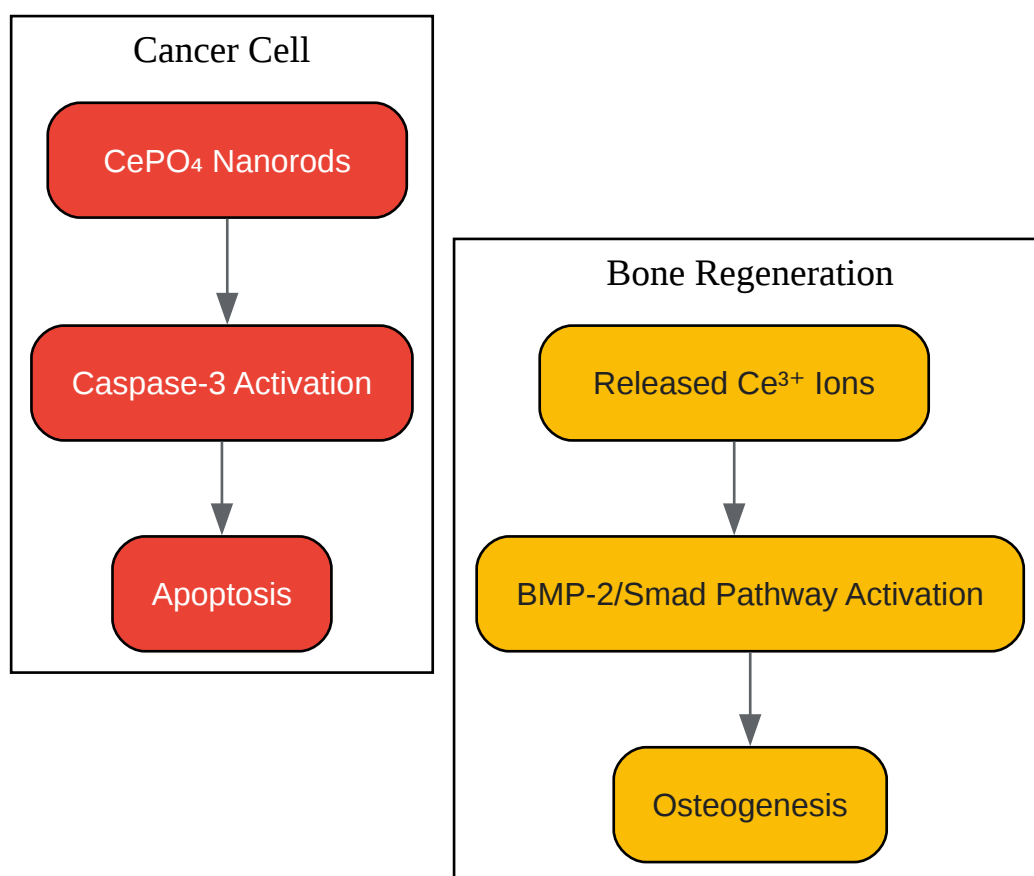 Cancer Cell
CePO₄ Nanorods
Caspase-3 Activation
Apoptosis
Bone Regeneration
Released Ce³⁺ Ions
BMP-2/Smad Pathway Activation
Osteogenesis